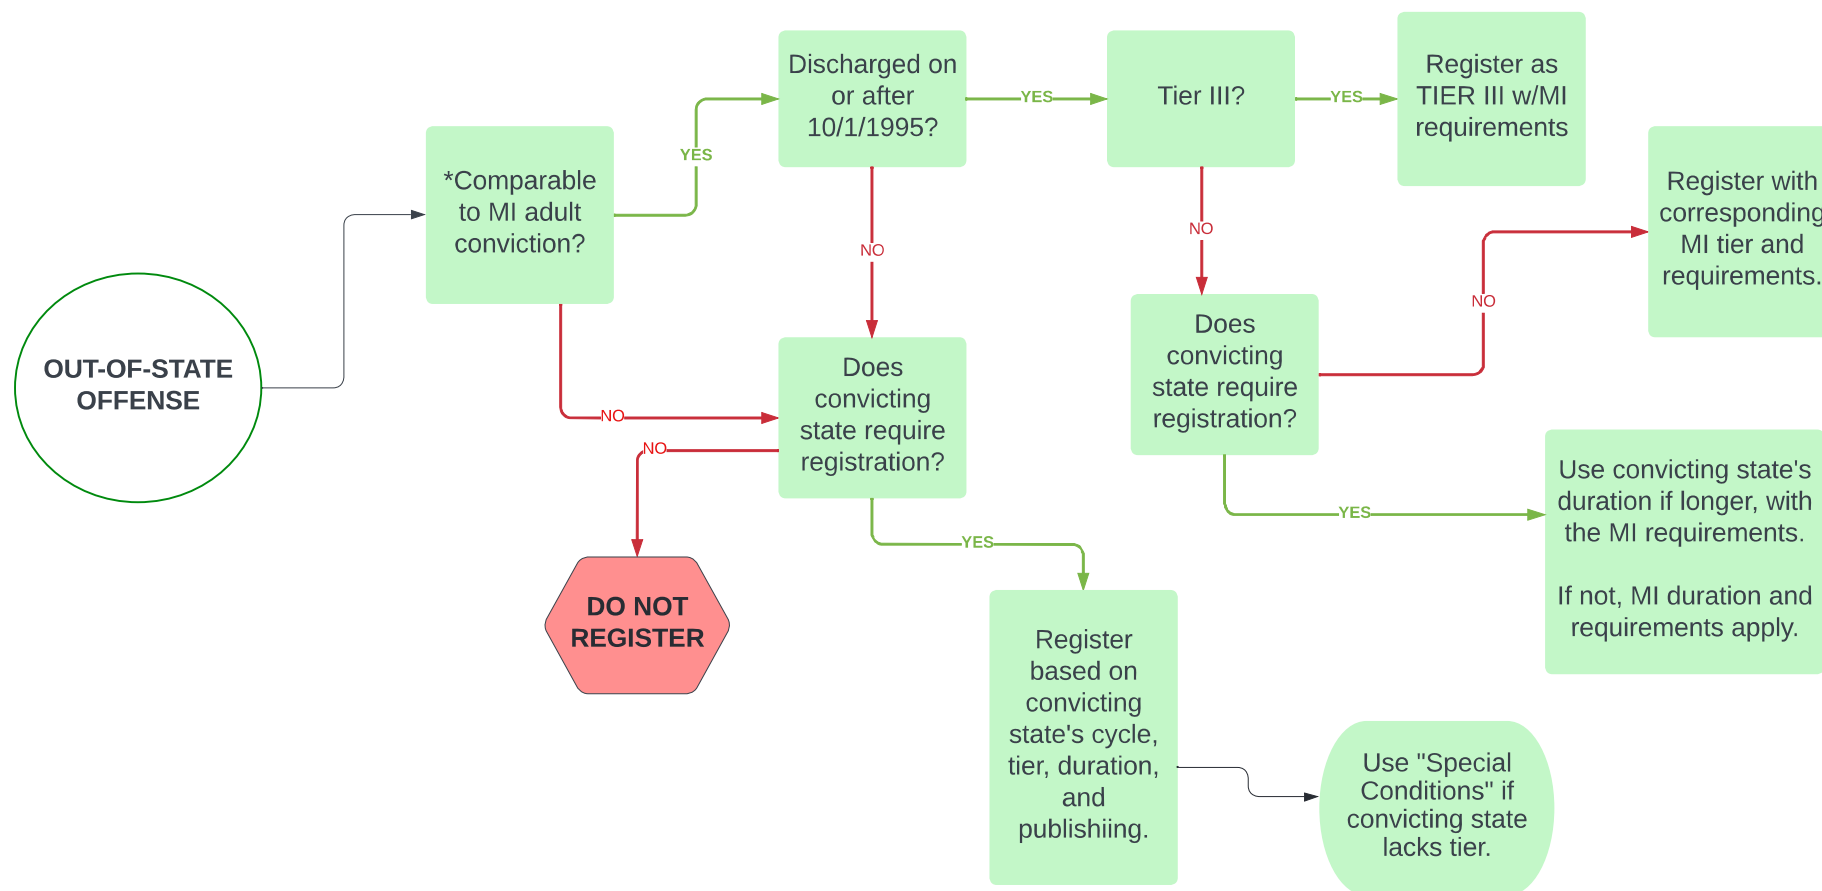 OUT-OF-STATE
OFFENSE
*Comparable
to MI adult
conviction?
YES
NO
Discharged on
or after
10/1/1995?
YES
NO
Tier III?
YES
NO
Register as
TIER III w/MI
requirements
Does
convicting
state require
registration?
NO
YES
DO NOT
REGISTER
Does
convicting
state require
registration?
NO
YES
Register with
corresponding
MI tier and
requirements.
Use convicting state's
duration if longer, with
the MI requirements.
If not, MI duration and
requirements apply.
Register
based on
convicting
state's cycle,
tier, duration,
and
publishiing.
Use "Special
Conditions" if
convicting state
lacks tier.